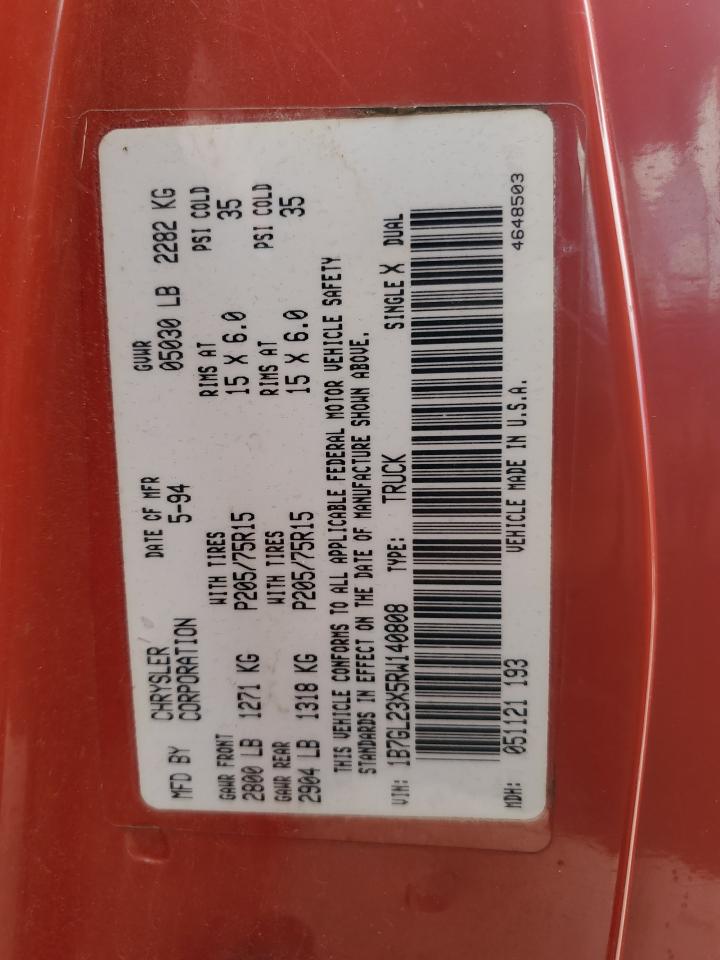 MFD BY CHRYSLER CORPORATION DATE OF MFR 5-94 GVWR 05030 LB 2282 KG
GAWR FRONT WITH TIRES RIMS AT PSI COLD
2800 LB 1271 KG P205/75R15 15 X 6.0 35
GAWR REAR WITH TIRES RIMS AT PSI COLD
2904 LB 1318 KG P205/75R15 15 X 6.0 35
THIS VEHICLE CONFORMS TO ALL APPLICABLE FEDERAL MOTOR VEHICLE SAFETY
STANDARDS IN EFFECT ON THE DATE OF MANUFACTURE SHOWN ABOVE.
VIN: 1B7GL23X5RW140808 TYPE: TRUCK SINGLE X DUAL
MDH: 051121 193 VEHICLE MADE IN U.S.A. 4648503